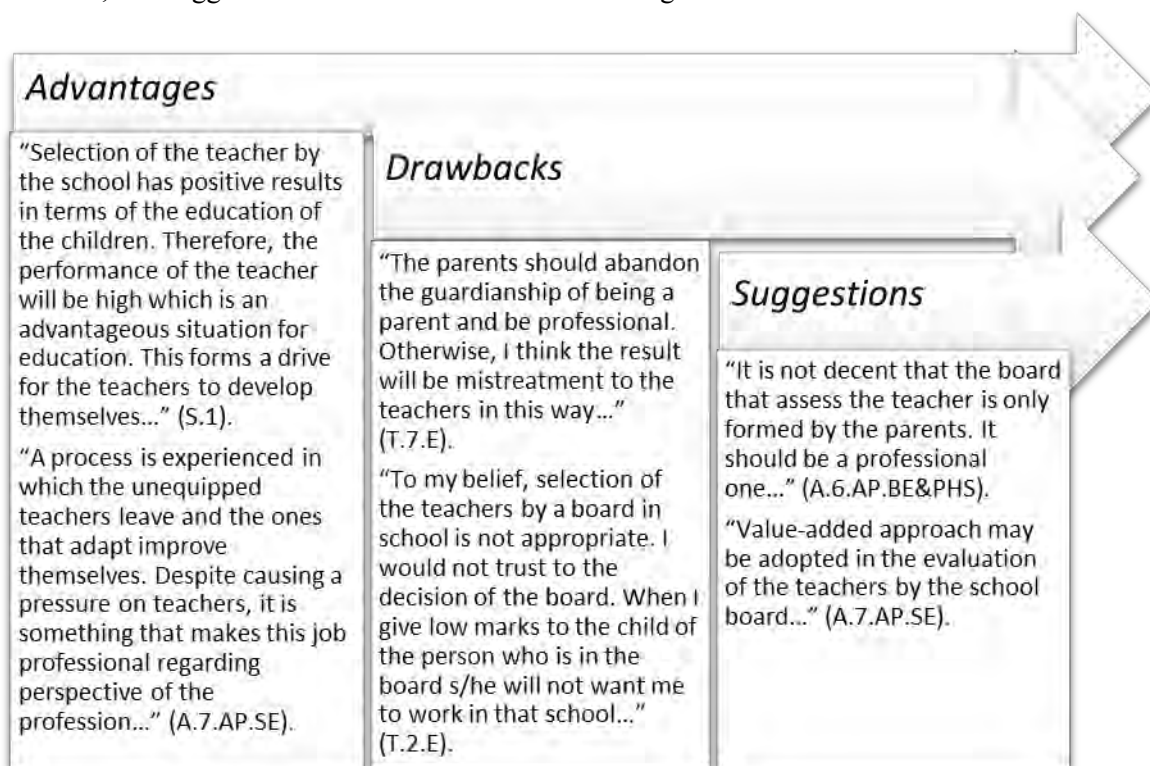 Advantages
“Selection of the teacher by
the school has positive results
in terms of the education of
the children. Therefore, the
performance of the teacher
will be high which is an
advantageous situation for
education. This forms a drive
for the teachers to develop
themselves...” (S.1).
“A process is experienced in
which the unequipped
teachers leave and the ones
that adapt improve
themselves. Despite causing a
pressure on teachers, it is
something that makes this job
professional regarding
perspective of the
profession...” (A.7.AP.SE).
Drawbacks
“The parents should abandon
the guardianship of being a
parent and be professional.
Otherwise, I think the result
will be mistreatment to the
teachers in this way...”
(T.7.E).
“To my belief, selection of
the teachers by a board in
school is not appropriate. I
would not trust to the
decision of the board. When I
give low marks to the child of
the person who is in the
board s/he will not want me
to work in that school...”
(T.2.E).
Suggestions
“It is not decent that the board
that assess the teacher is only
formed by the parents. It
should be a professional
one...” (A.6.AP.BE&PHS).
“Value-added approach may
be adopted in the evaluation
of the teachers by the school
board...” (A.7.AP.SE).